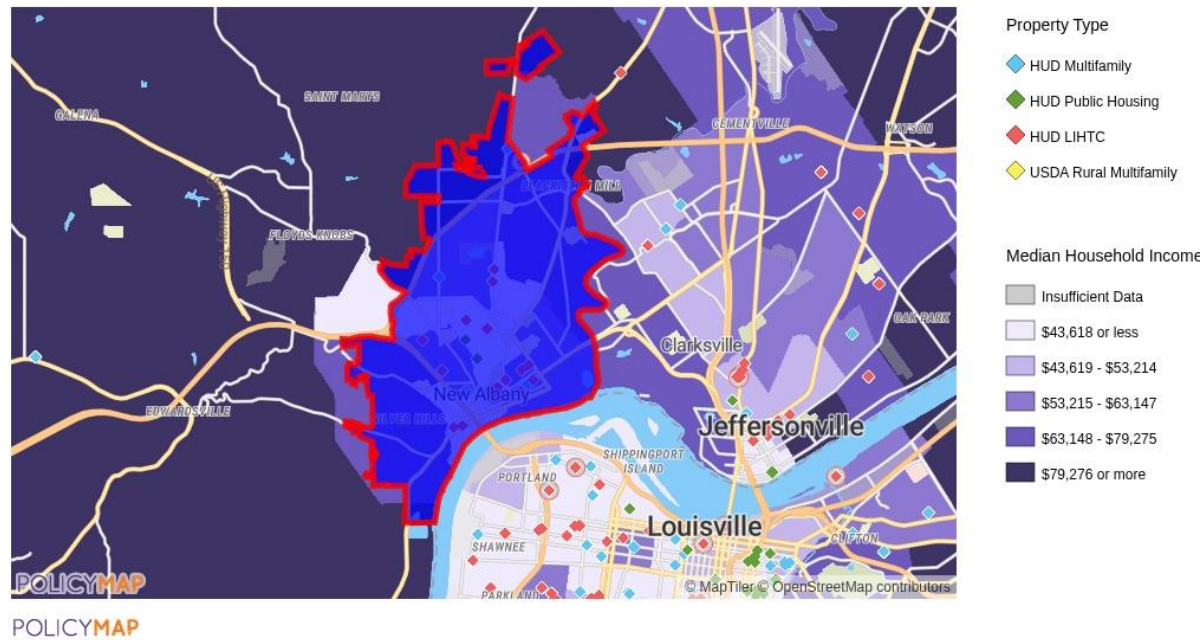 SAINT MARYS
GALENA
CEMENTVILLE
WATSON
FLOYDS KNOBS
OAK PARK
Clarksville
EDWARDSVILLE
New Albany
SILVER HILLS
Jeffersonville
SHIPPINGPORT
ISLAND
PORTLAND
Louisville
CLIFTON
SHAWNEE
PARKLAND
POLICYMAP
© MapTiler © OpenStreetMap contributors
POLICYMAP
Property Type
HUD Multifamily
HUD Public Housing
HUD LIHTC
USDA Rural Multifamily
Median Household Income
Insufficient Data
$43,618 or less
$43,619 - $53,214
$53,215 - $63,147
$63,148 - $79,275
$79,276 or more